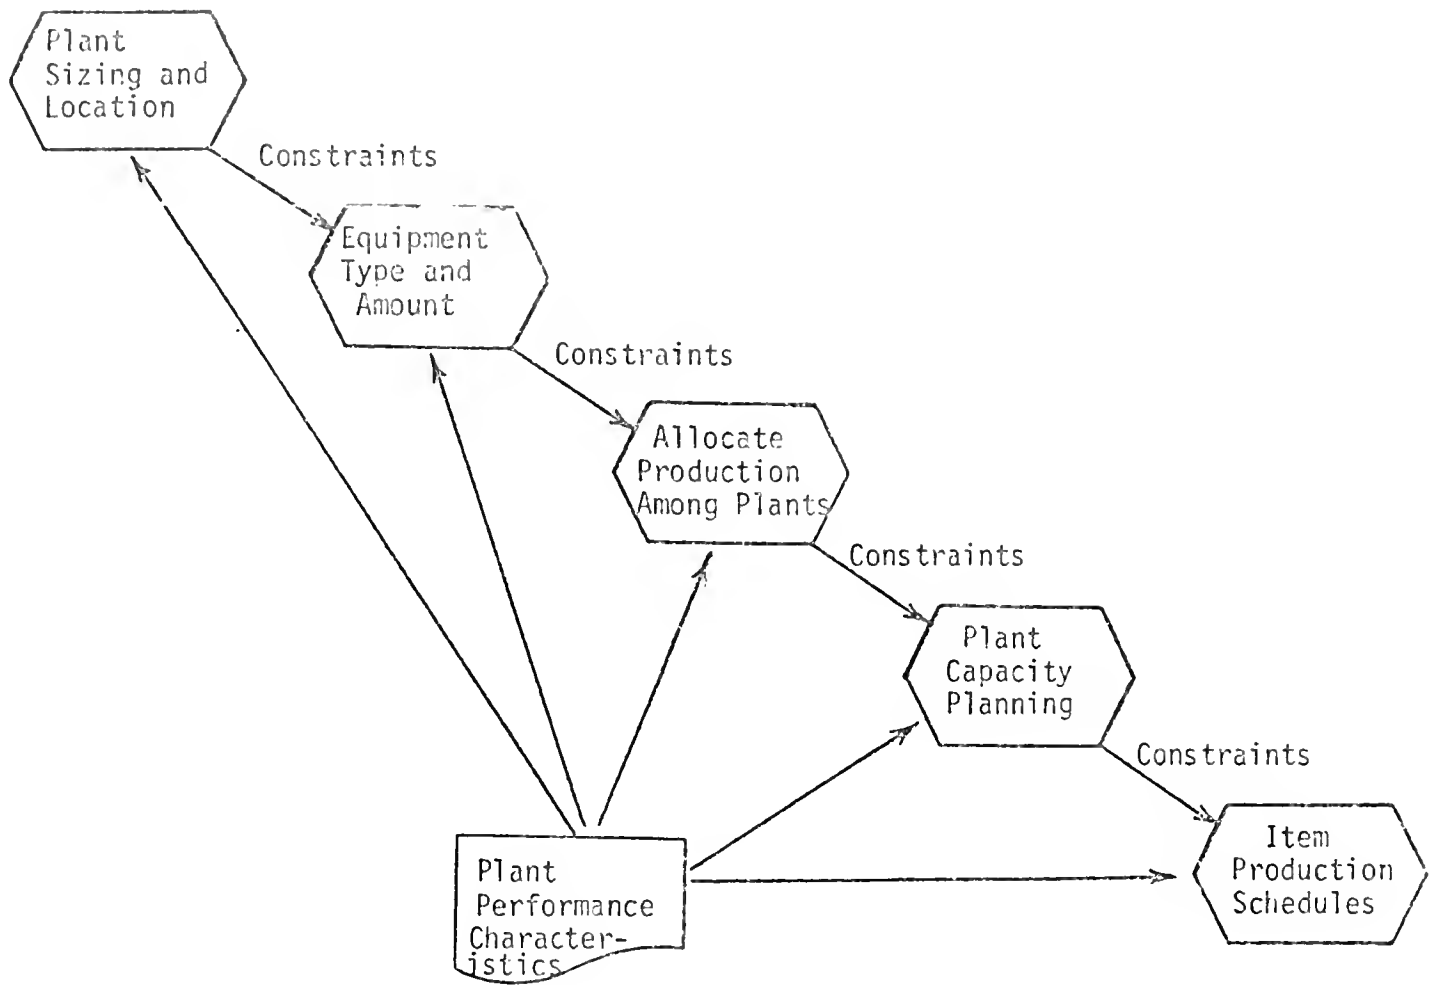 Plant
Sizing and
Location
Constraints
Equipment
Type and
Amount
Constraints
Allocate
Production
Among Plants
Constraints
Plant
Capacity
Planning
Constraints
Item
Production
Schedules
Plant
Performance
Character-
istics